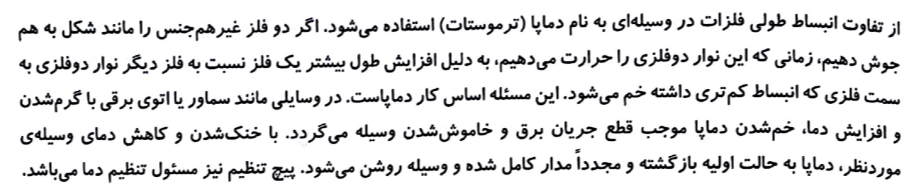 از تفاوت انبساط طولی فلزات در وسیله‌ای به نام دماپا (ترموستات) استفاده می‌شود. اگر دو فلز غیرهم‌جنس را مانند شکل به هم
جوش دهیم، زمانی که این نوار دوفلزی را حرارت می‌دهیم، به دلیل افزایش طول بیشتر یک فلز نسبت به فلز دیگر نوار دوفلزی به
سمت فلزی که انبساط کم‌تری داشته خم می‌شود. این مسئله اساس کار دماپاست. در وسایلی مانند سماور یا اتوی برقی با گرم‌شدن
و افزایش دما، خم‌شدن دماپا موجب قطع جریان برق و خاموش‌شدن وسیله می‌گردد. با خنک‌شدن و کاهش دمای وسیله‌ی
موردنظر، دماپا به حالت اولیه بازگشته و مجدداً مدار کامل شده و وسیله روشن می‌شود. پیچ تنظیم نیز مسئول تنظیم دما می‌باشد.